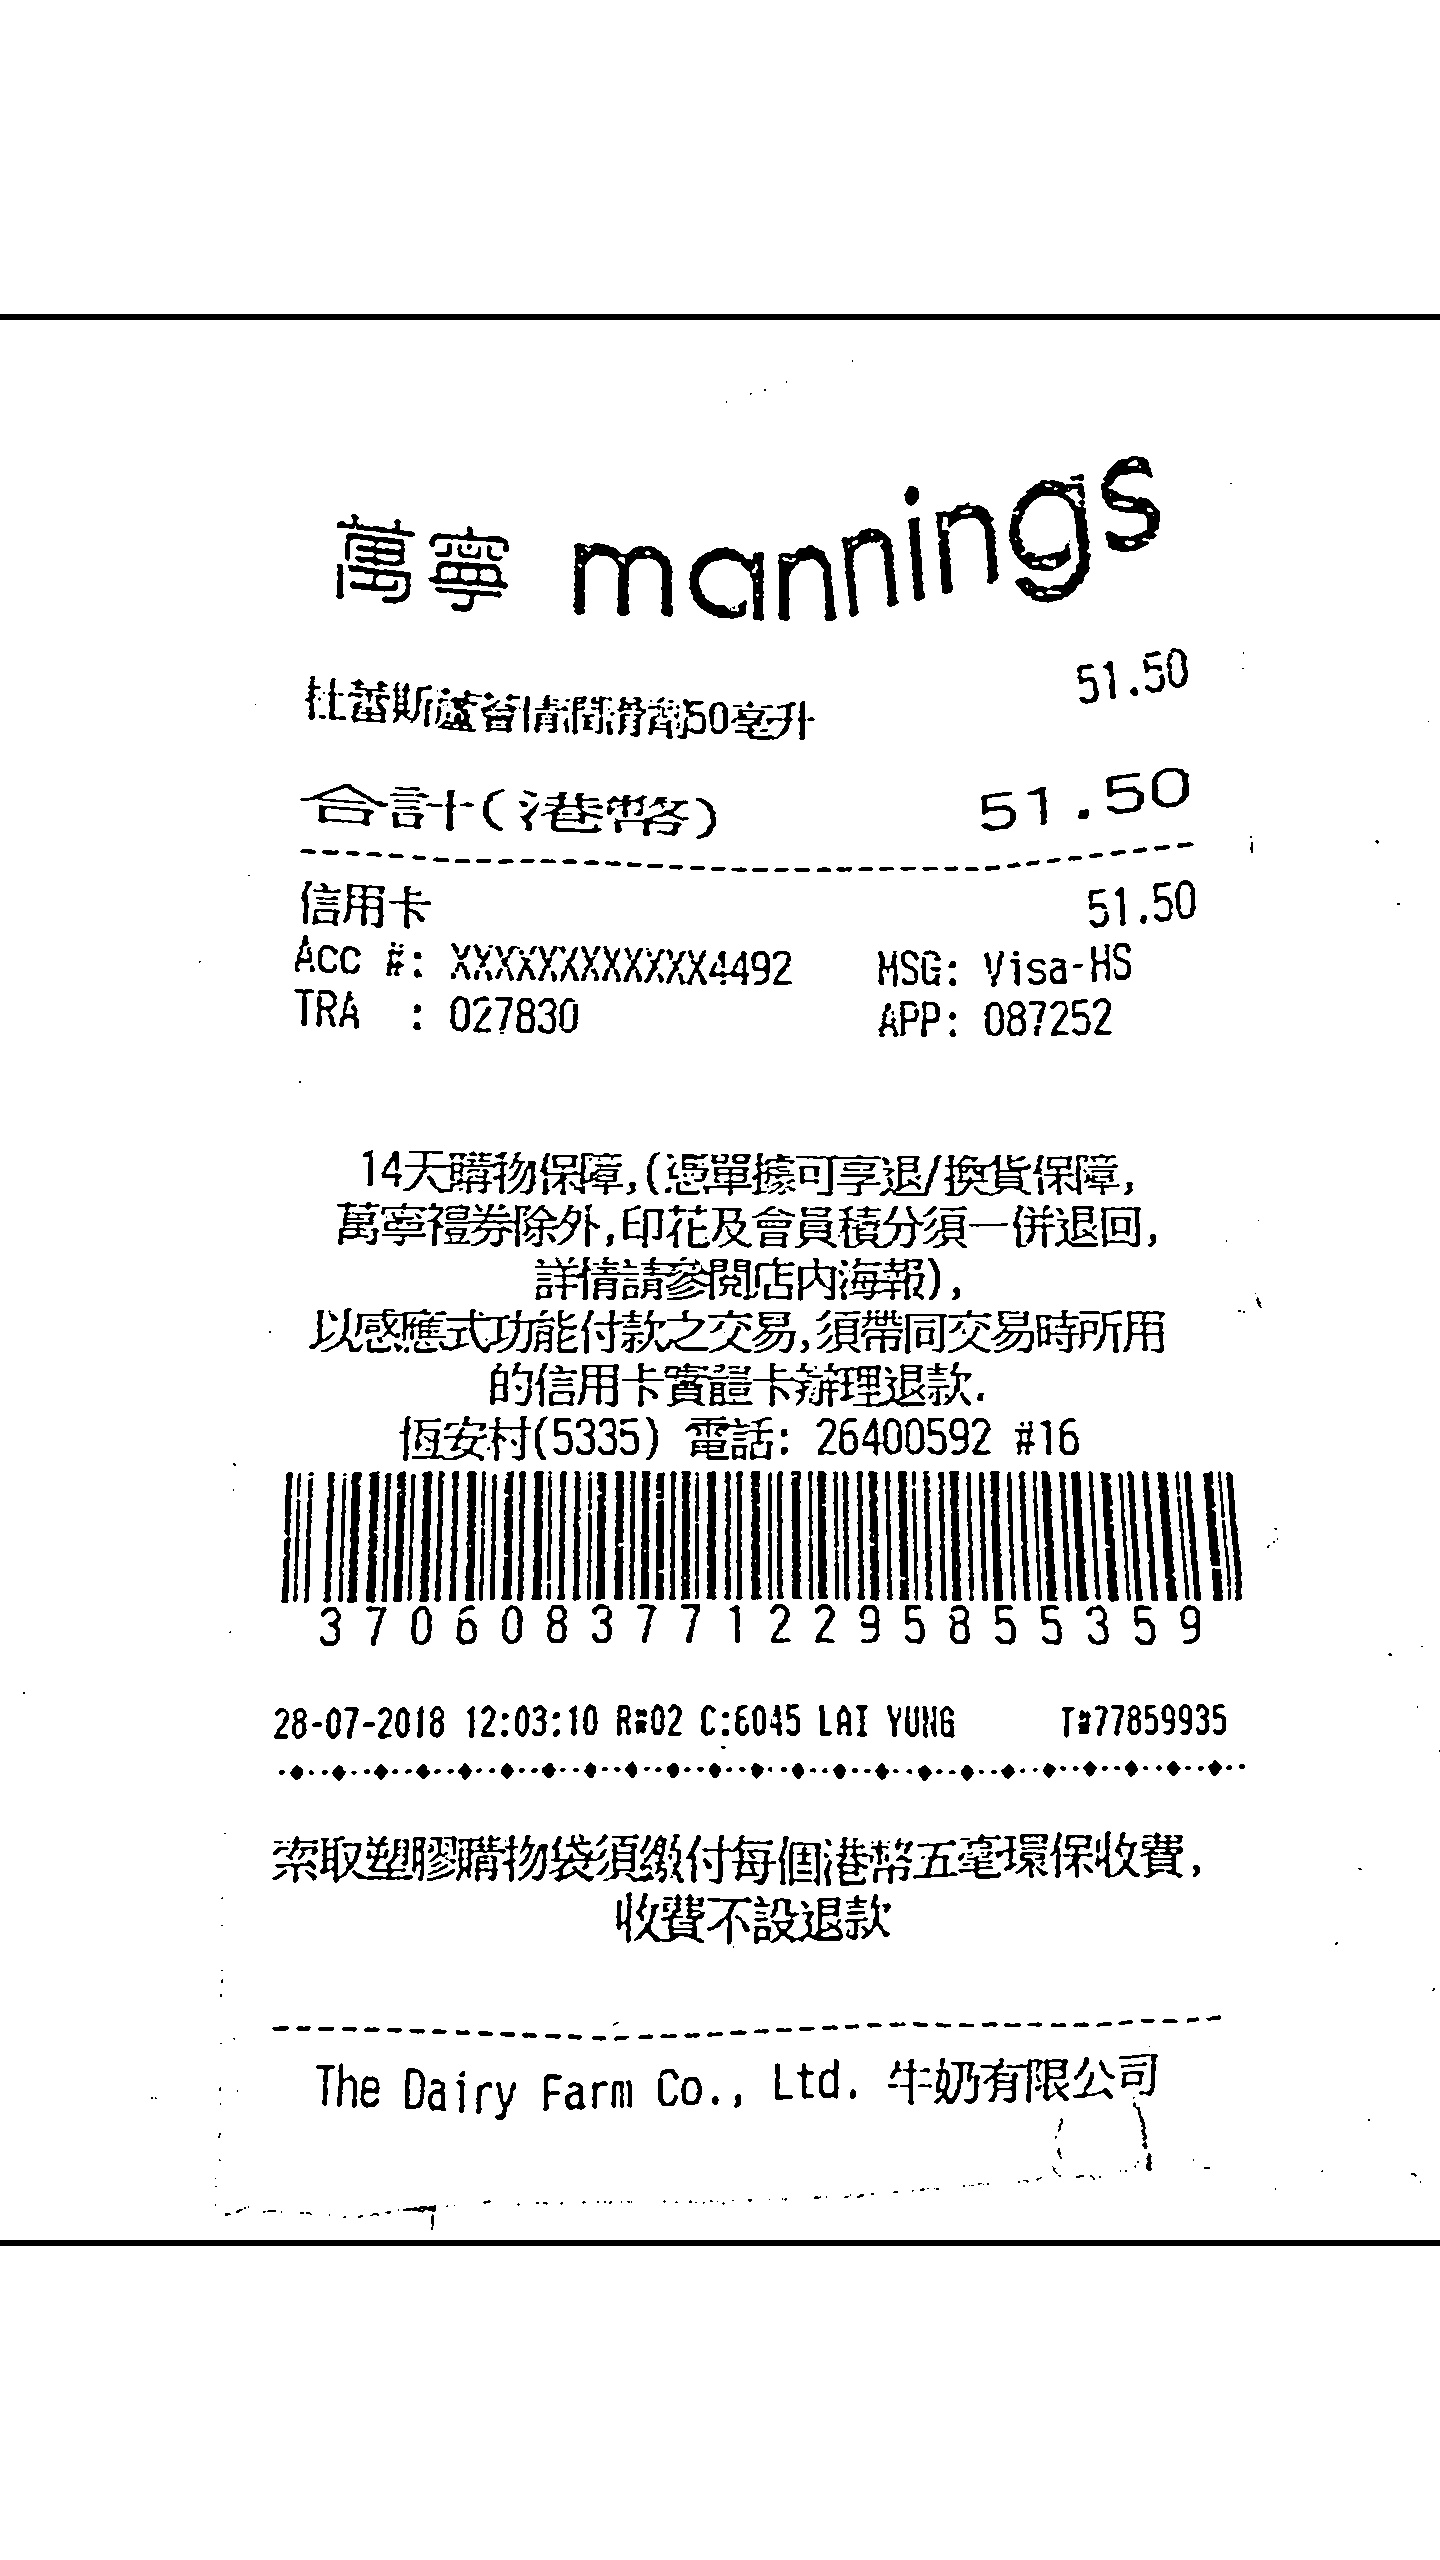 萬寧 mannings
杜蕾斯蘆薈情閒滑劑50毫升 51.50
合計(港幣) 51.50
信用卡 51.50
Acc #: XXXXXXXXXXXX4492 MSG: Visa-HS
TRA : 027830 APP: 087252
14天購物保障,(憑單據可享退/換貨保障,
萬寧禮券除外,印花及會員積分須一併退回,
詳情請參閱店內海報),
以感應式功能付款之交易,須帶同交易時所用
的信用卡實體卡辦理退款.
恆安村(5335) 電話: 26400592 #16
37060837712295855359
28-07-2018 12:03:10 R#02 C:6045 LAI YUNG T#77859935
索取塑膠購物袋須繳付每個港幣五毫環保收費,
收費不設退款
The Dairy Farm Co., Ltd. 牛奶有限公司